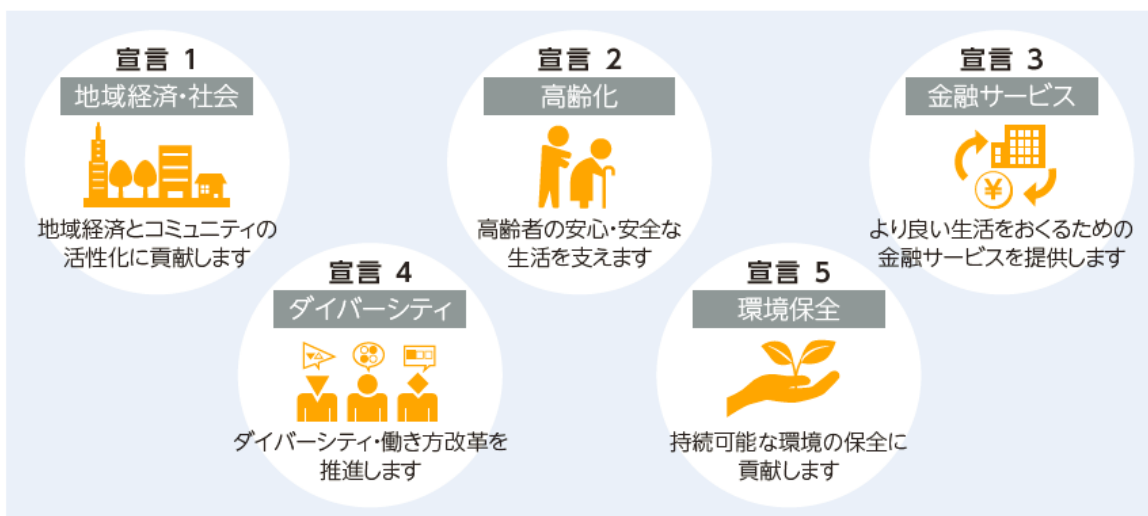 宣言 1
地域経済・社会
地域経済とコミュニティの
活性化に貢献します
宣言 2
高齢化
高齢者の安心・安全な
生活を支えます
宣言 3
金融サービス
¥
より良い生活をおくるための
金融サービスを提供します
宣言 4
ダイバーシティ
ダイバーシティ・働き方改革を
推進します
宣言 5
環境保全
持続可能な環境の保全に
貢献します